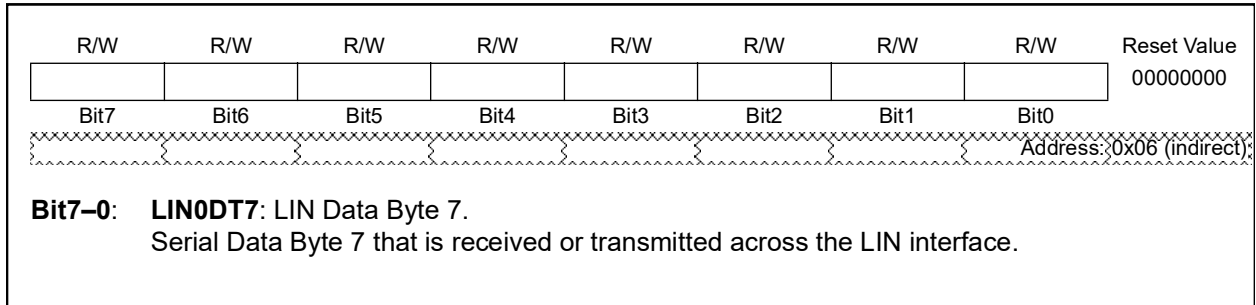 R/W R/W R/W R/W R/W R/W R/W R/W Reset Value
00000000
Bit7 Bit6 Bit5 Bit4 Bit3 Bit2 Bit1 Bit0
Address: 0x06 (indirect)
Bit7–0: LIN0DT7: LIN Data Byte 7.
Serial Data Byte 7 that is received or transmitted across the LIN interface.